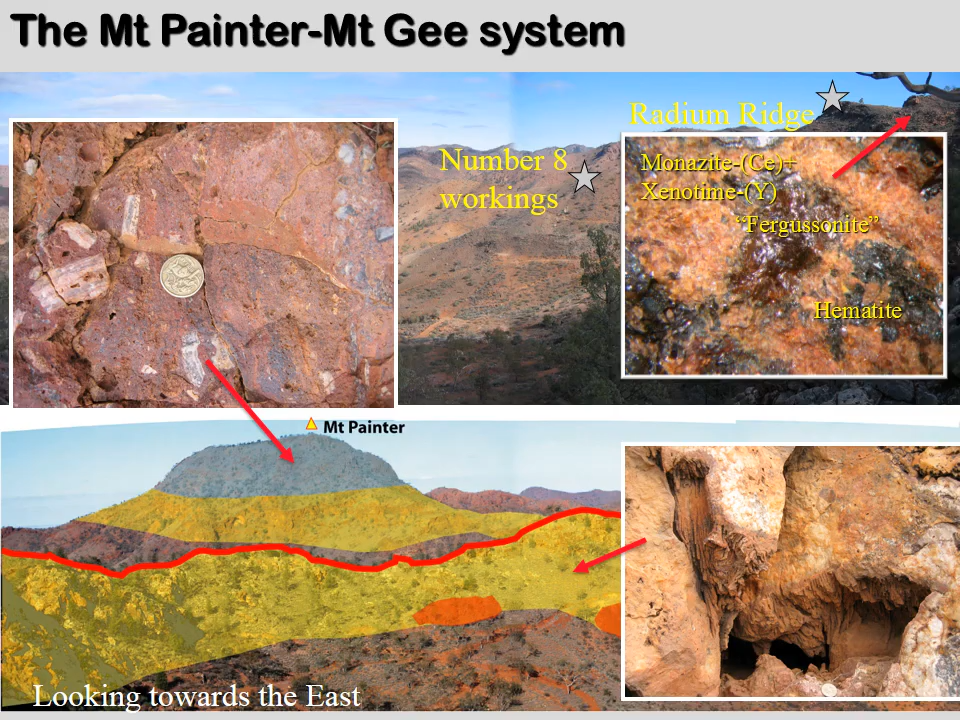 The Mt Painter-Mt Gee system
Radium Ridge
Number 8
workings
Monazite-(Ce)+
Xenotime-(Y)
“Fergussonite”
Hematite
Mt Painter
Looking towards the East